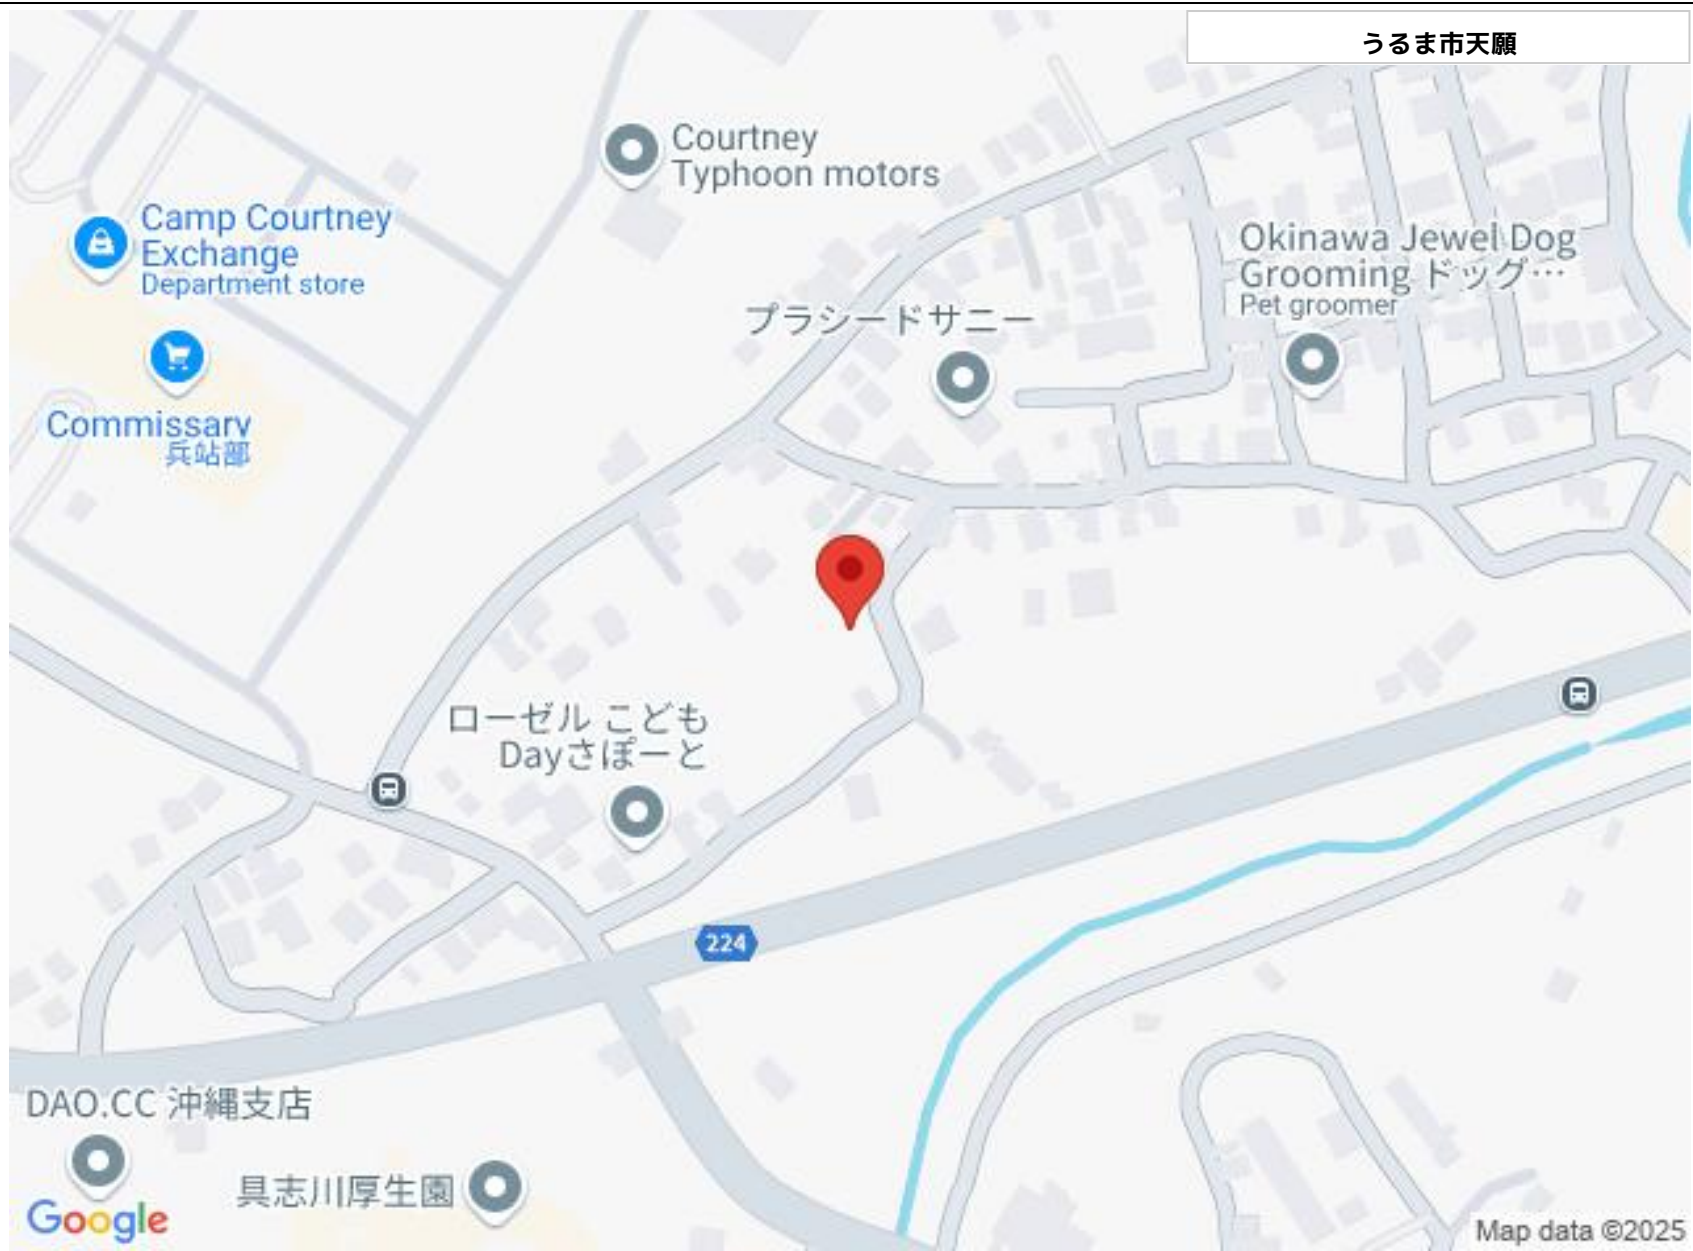 うるま市天願
Courtney
Typhoon motors
Camp Courtney
Exchange
Department store
Okinawa Jewel Dog
Grooming ドッグ…
Pet groomer
プラシードサニー
Commissary
兵站部
ローゼル こども
Dayさぽーと
224
DAO.CC 沖縄支店
具志川厚生園
Google
Map data ©2025